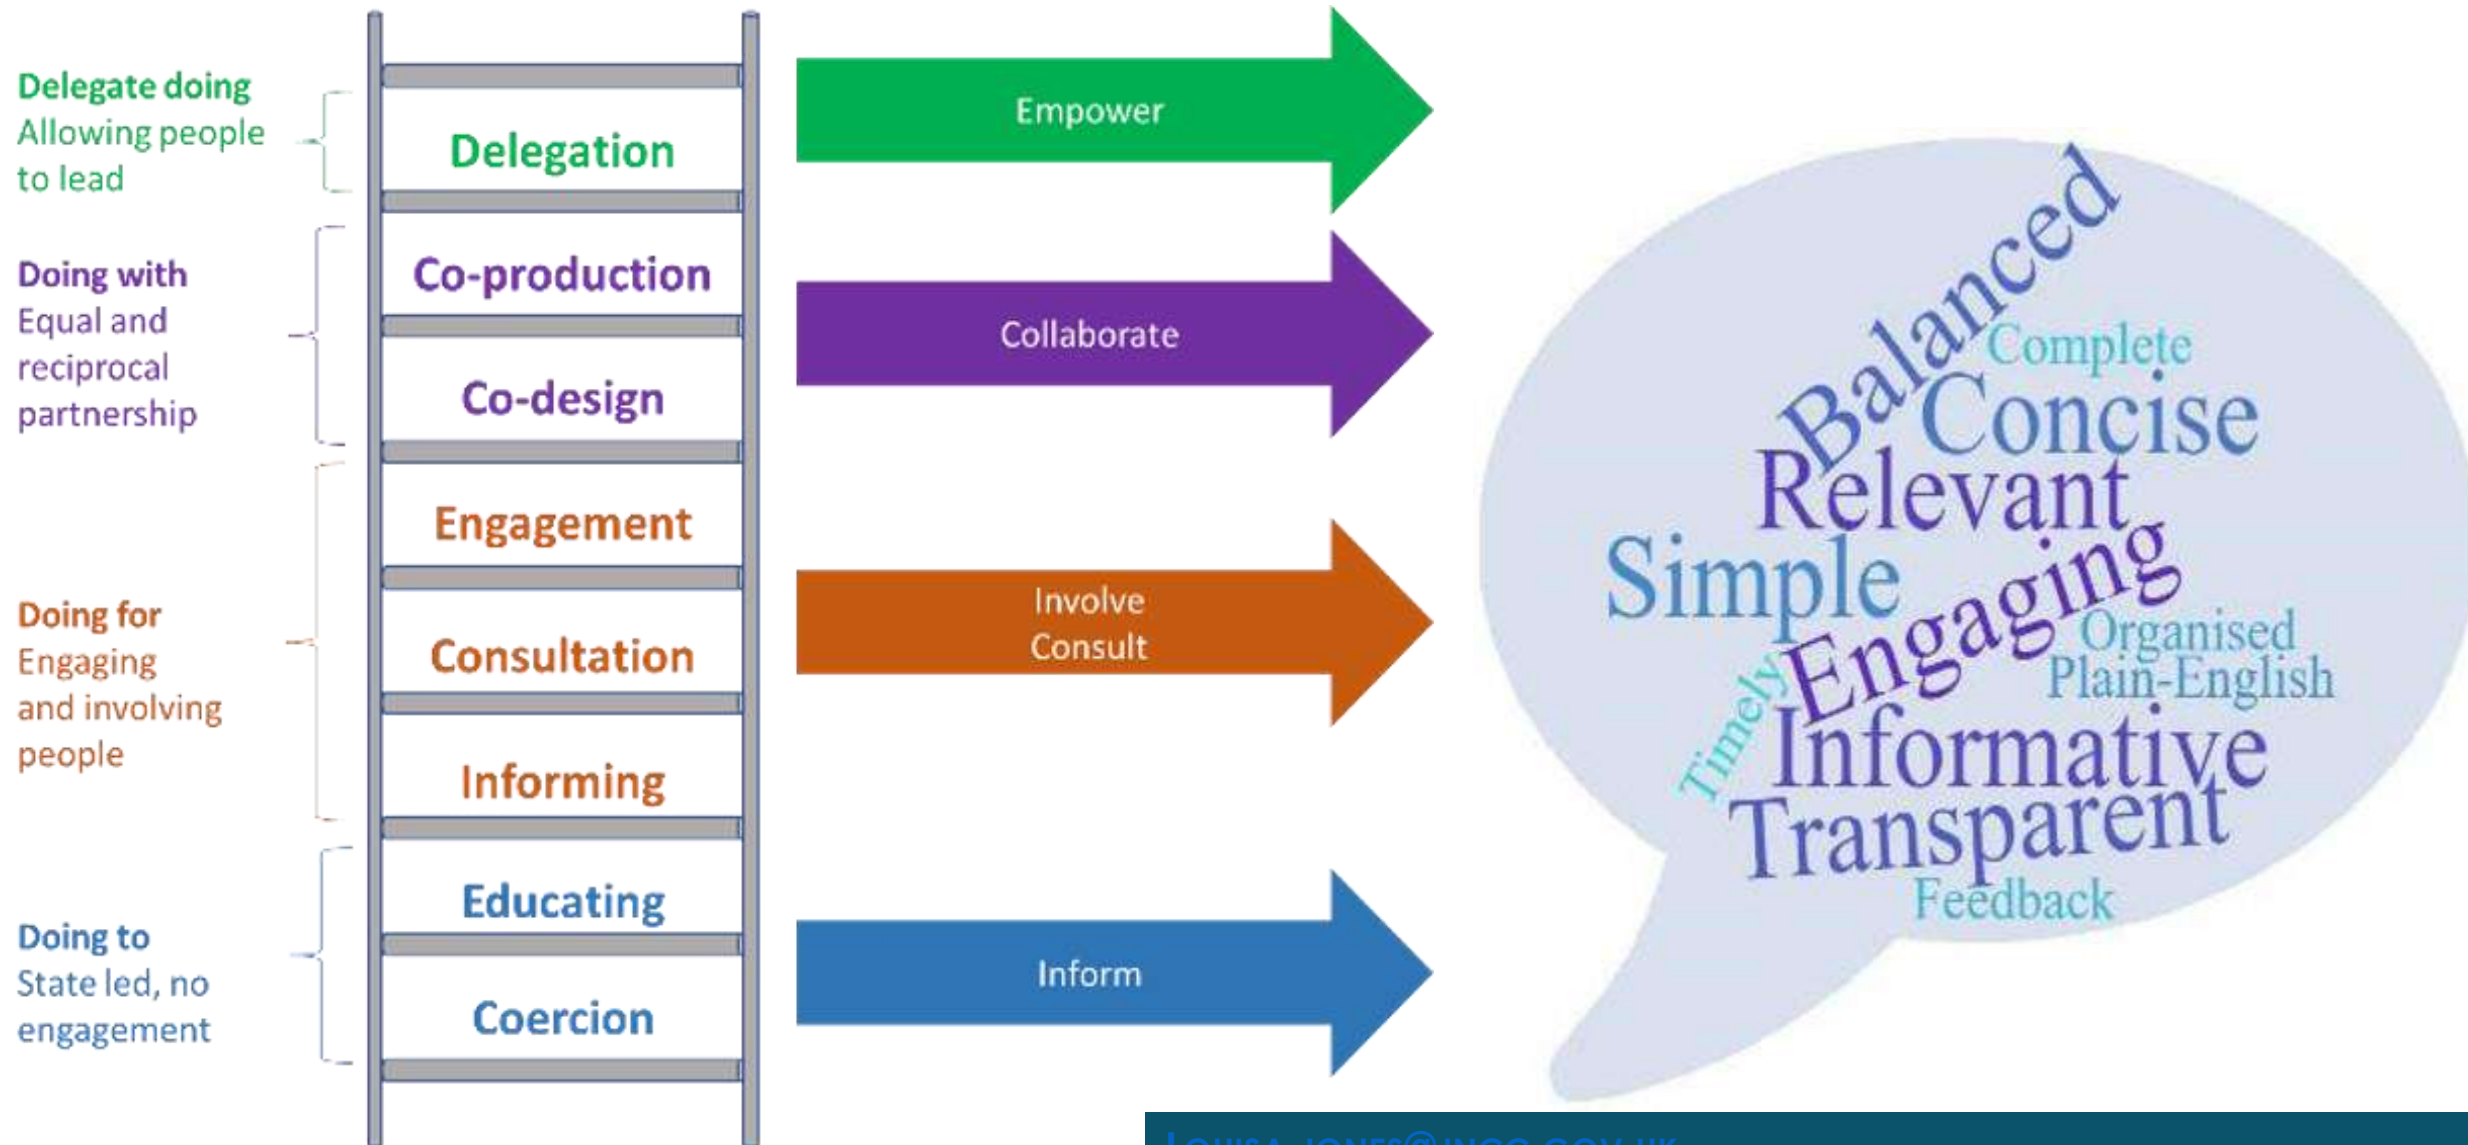 Delegate doing
Allowing people
to lead
Doing with
Equal and
reciprocal
partnership
Doing for
Engaging
and involving
people
Doing to
State led, no
engagement
Delegation
Co-production
Co-design
Engagement
Consultation
Informing
Educating
Coercion
Empower
Collaborate
Involve
Consult
Inform
Balanced
Complete
Concise
Relevant
Simple
Engaging
Organised
Plain-English
Timely
Informative
Transparent
Feedback